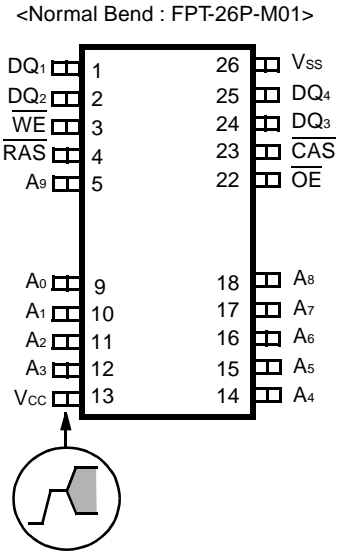 <Normal Bend : FPT-26P-M01>
DQ1 1 26 VSS
DQ2 2 25 DQ4
WE 3 24 DQ3
RAS 4 23 CAS
A9 5 22 OE
A0 9 18 A8
A1 10 17 A7
A2 11 16 A6
A3 12 15 A5
VCC 13 14 A4